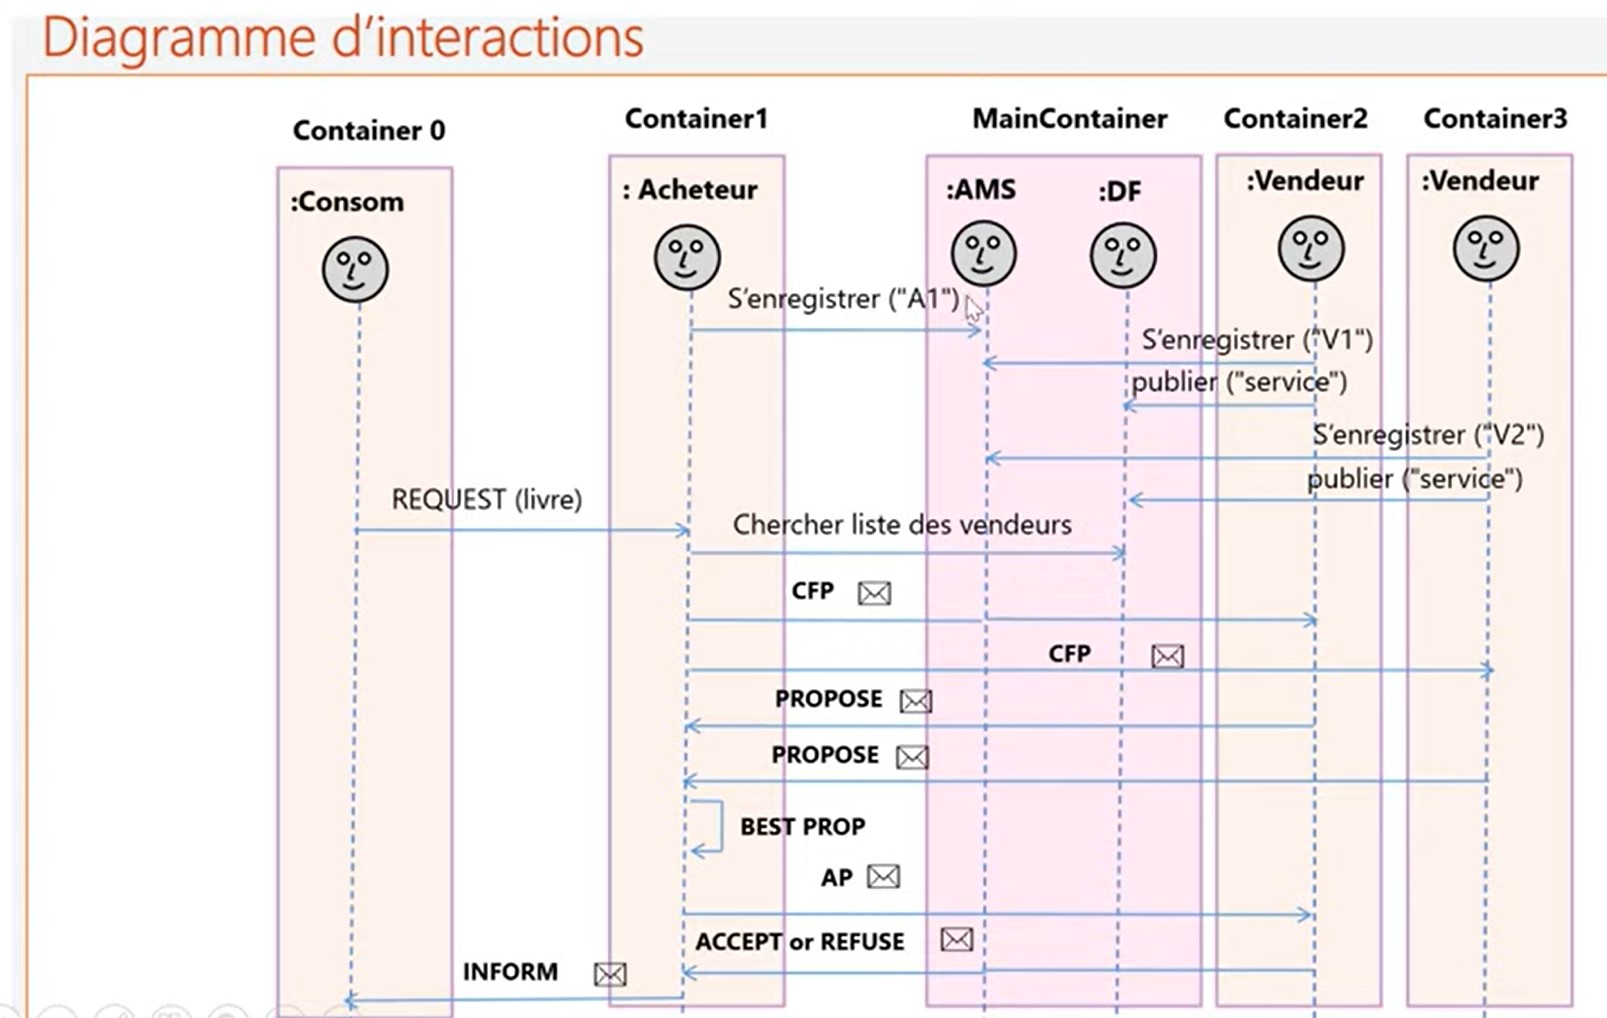 Diagramme d'interactions
Container 0
Container1
MainContainer
Container2
Container3
:Consom
: Acheteur
:AMS
:DF
:Vendeur
:Vendeur
S'enregistrer ("A1")
S'enregistrer ("V1")
publier ("service")
S'enregistrer ("V2")
publier ("service")
REQUEST (livre)
Chercher liste des vendeurs
CFP
CFP
PROPOSE
PROPOSE
BEST PROP
AP
ACCEPT or REFUSE
INFORM